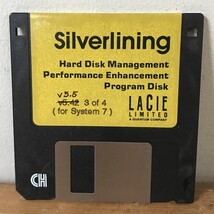 Silverlining
Hard Disk Management
Performance Enhancement
Program Disk
v5.5
v5.42 3 of 4
( for System 7 )
LACIE
LIMITED
A QUANTUM COMPANY
CH